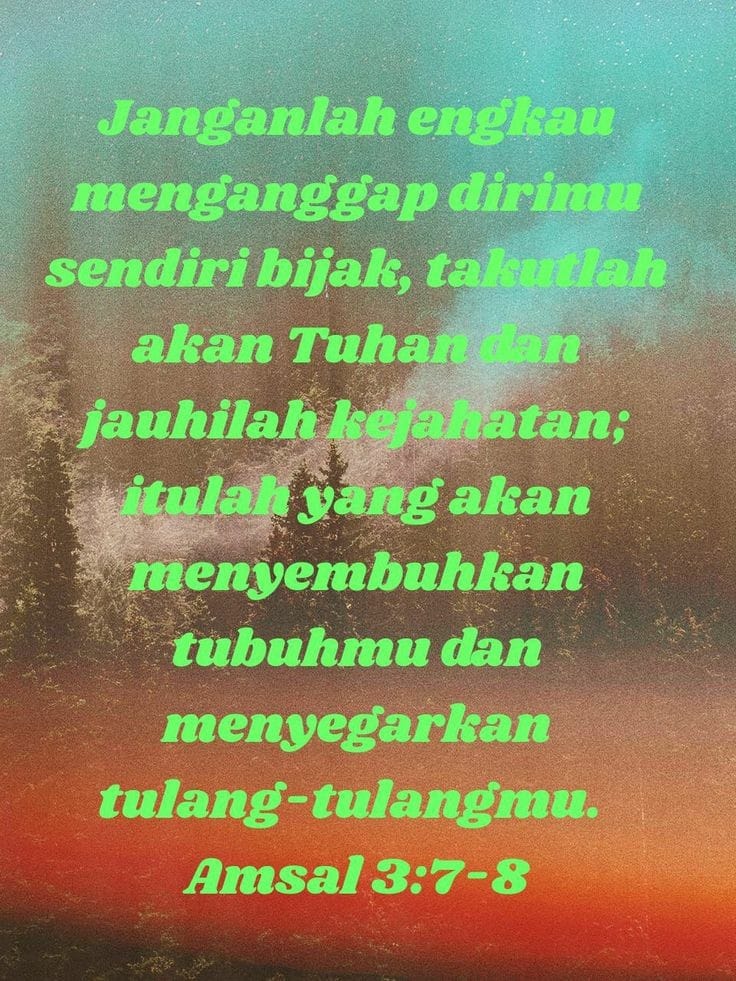 Janganlah engkau
menganggap dirimu
sendiri bijak, takutlah
akan Tuhan dan
jauhilah kejahatan;
itulah yang akan
menyembuhkan
tubuhmu dan
menyegarkan
tulang-tulangmu.
Amsal 3:7-8